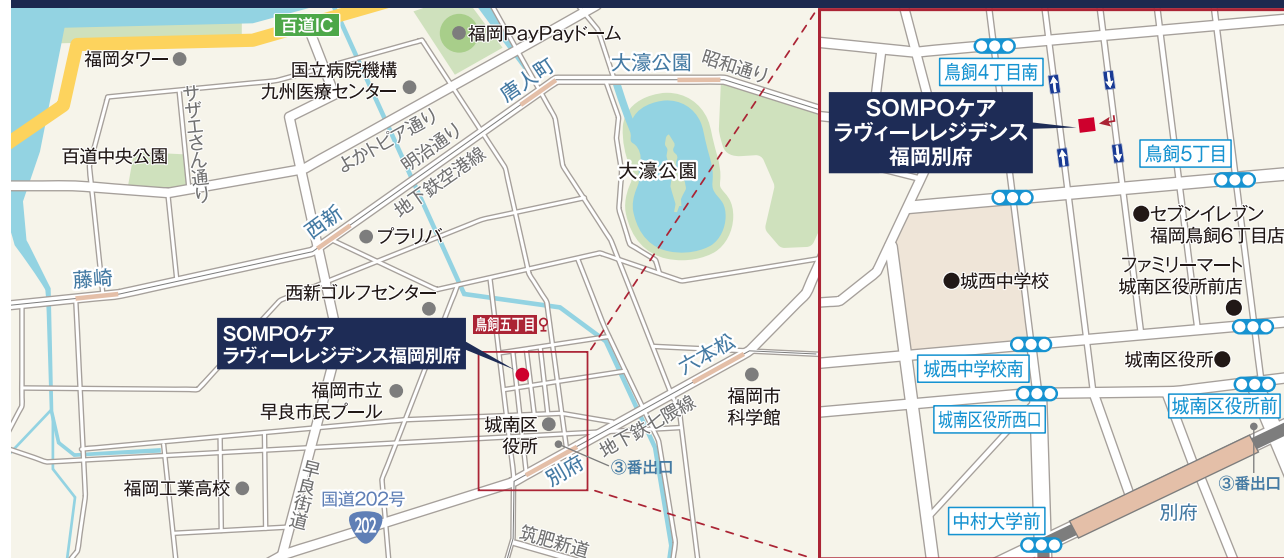 百道IC
福岡PayPayドーム
福岡タワー
国立病院機構
九州医療センター
唐人町
大濠公園
昭和通り
サザエさん通り
よかトピア通り
明治通り
地下鉄空港線
百道中央公園
大濠公園
西新
プラリバ
藤崎
西新ゴルフセンター
鳥飼五丁目
SOMPOケア
ラヴィーレレジデンス福岡別府
六本松
福岡市立
早良市民プール
福岡市
科学館
城南区
役所
地下鉄七隈線
③番出口
別府
早良街道
福岡工業高校
国道202号
202
筑肥新道
鳥飼4丁目南
SOMPOケア
ラヴィーレレジデンス
福岡別府
鳥飼5丁目
セブンイレブン
福岡鳥飼6丁目店
ファミリーマート
城南区役所前店
城西中学校
城南区役所
城西中学校南
城南区役所西口
城南区役所前
③番出口
別府
中村大学前